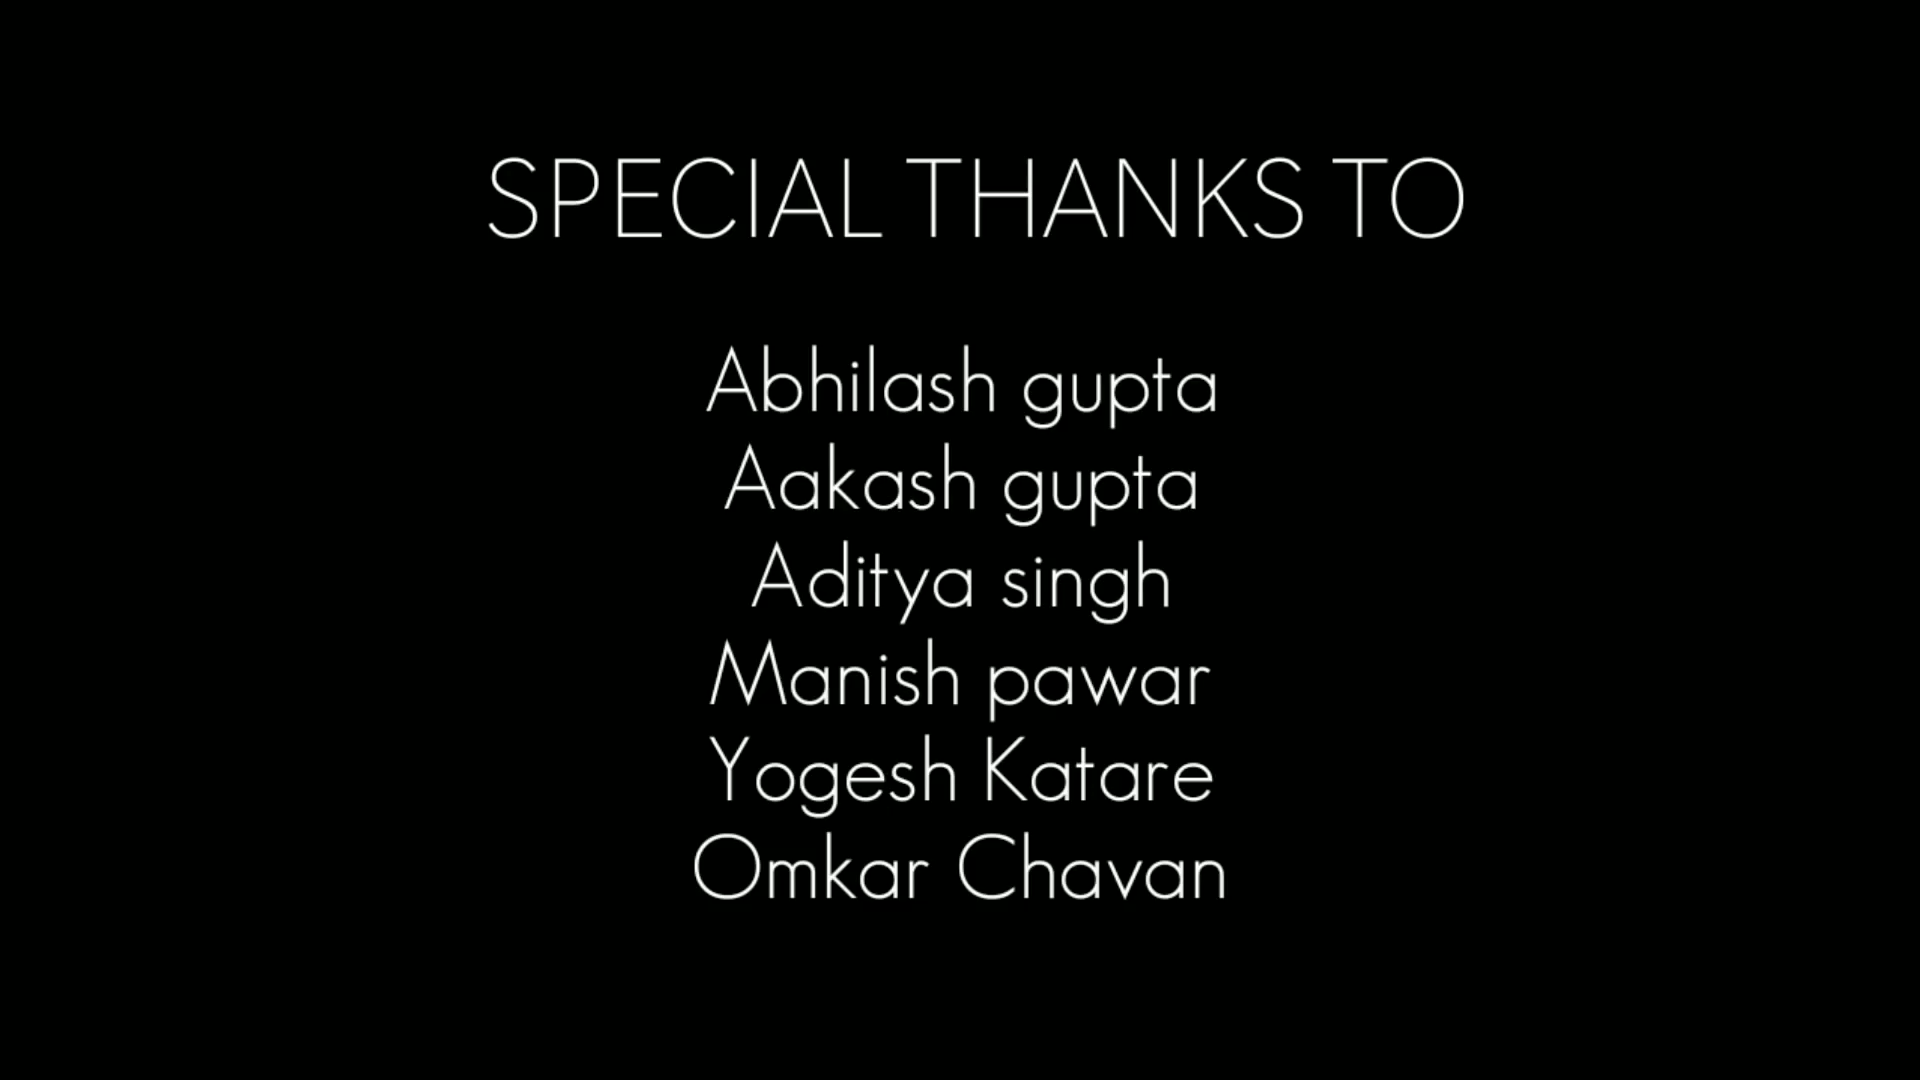 SPECIAL THANKS TO
Abhilash gupta
Aakash gupta
Aditya singh
Manish pawar
Yogesh Katare
Omkar Chavan